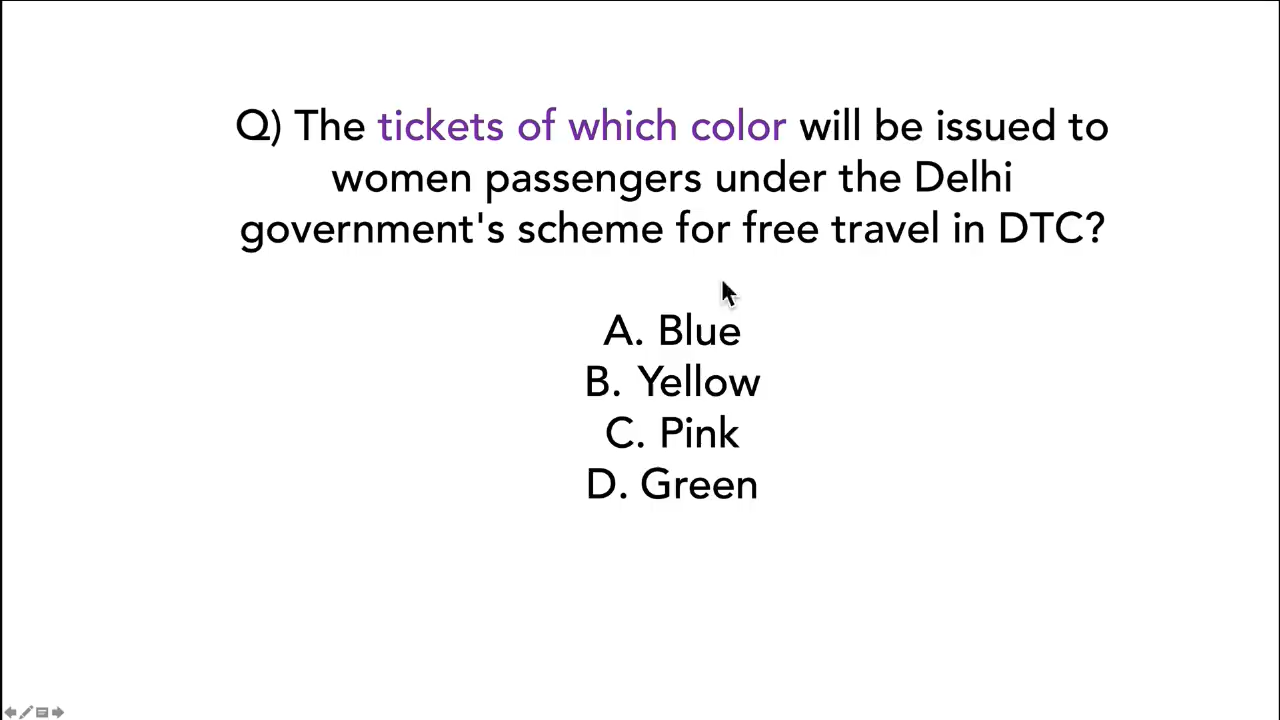 Q) The tickets of which color will be issued to
women passengers under the Delhi
government's scheme for free travel in DTC?
A. Blue
B. Yellow
C. Pink
D. Green